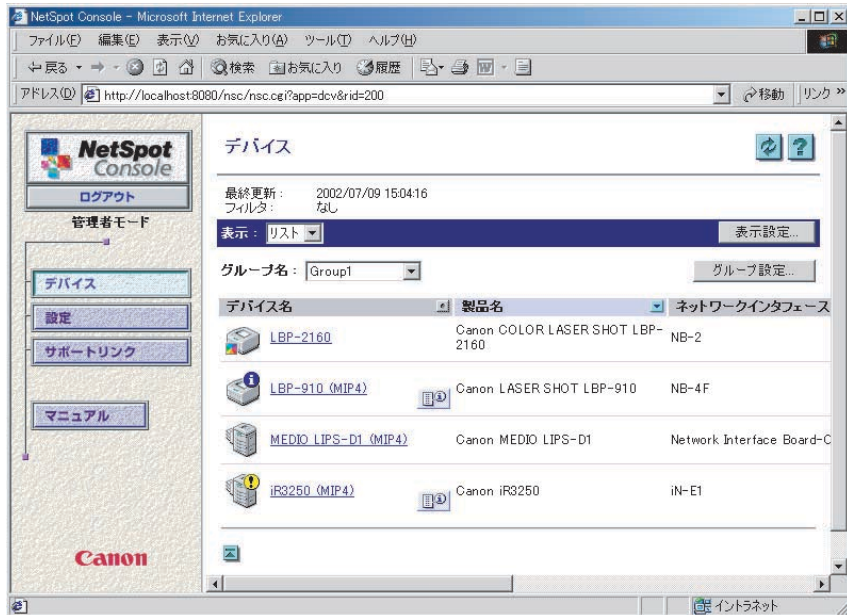 NetSpot Console - Microsoft Internet Explorer
ファイル(F) 編集(E) 表示(V) お気に入り(A) ツール(T) ヘルプ(H)
戻る 検索 お気に入り 履歴
アドレス(D) http://localhost:8080/nsc/nsc.cgi?app=dcv&rid=200 移動 リンク »
NetSpot
Console
ログアウト
管理者モード
デバイス
設定
サポートリンク
マニュアル
Canon
デバイス
最終更新: 2002/07/09 15:04:16
フィルタ: なし
表示: リスト 表示設定...
グループ名: Group1 グループ設定...
デバイス名 製品名 ネットワークインタフェース
LBP-2160 Canon COLOR LASER SHOT LBP-
2160 NB-2
LBP-910 (MIP4) Canon LASER SHOT LBP-910 NB-4F
MEDIO LIPS-D1 (MIP4) Canon MEDIO LIPS-D1 Network Interface Board-C
iR3250 (MIP4) Canon iR3250 iN-E1
イントラネット